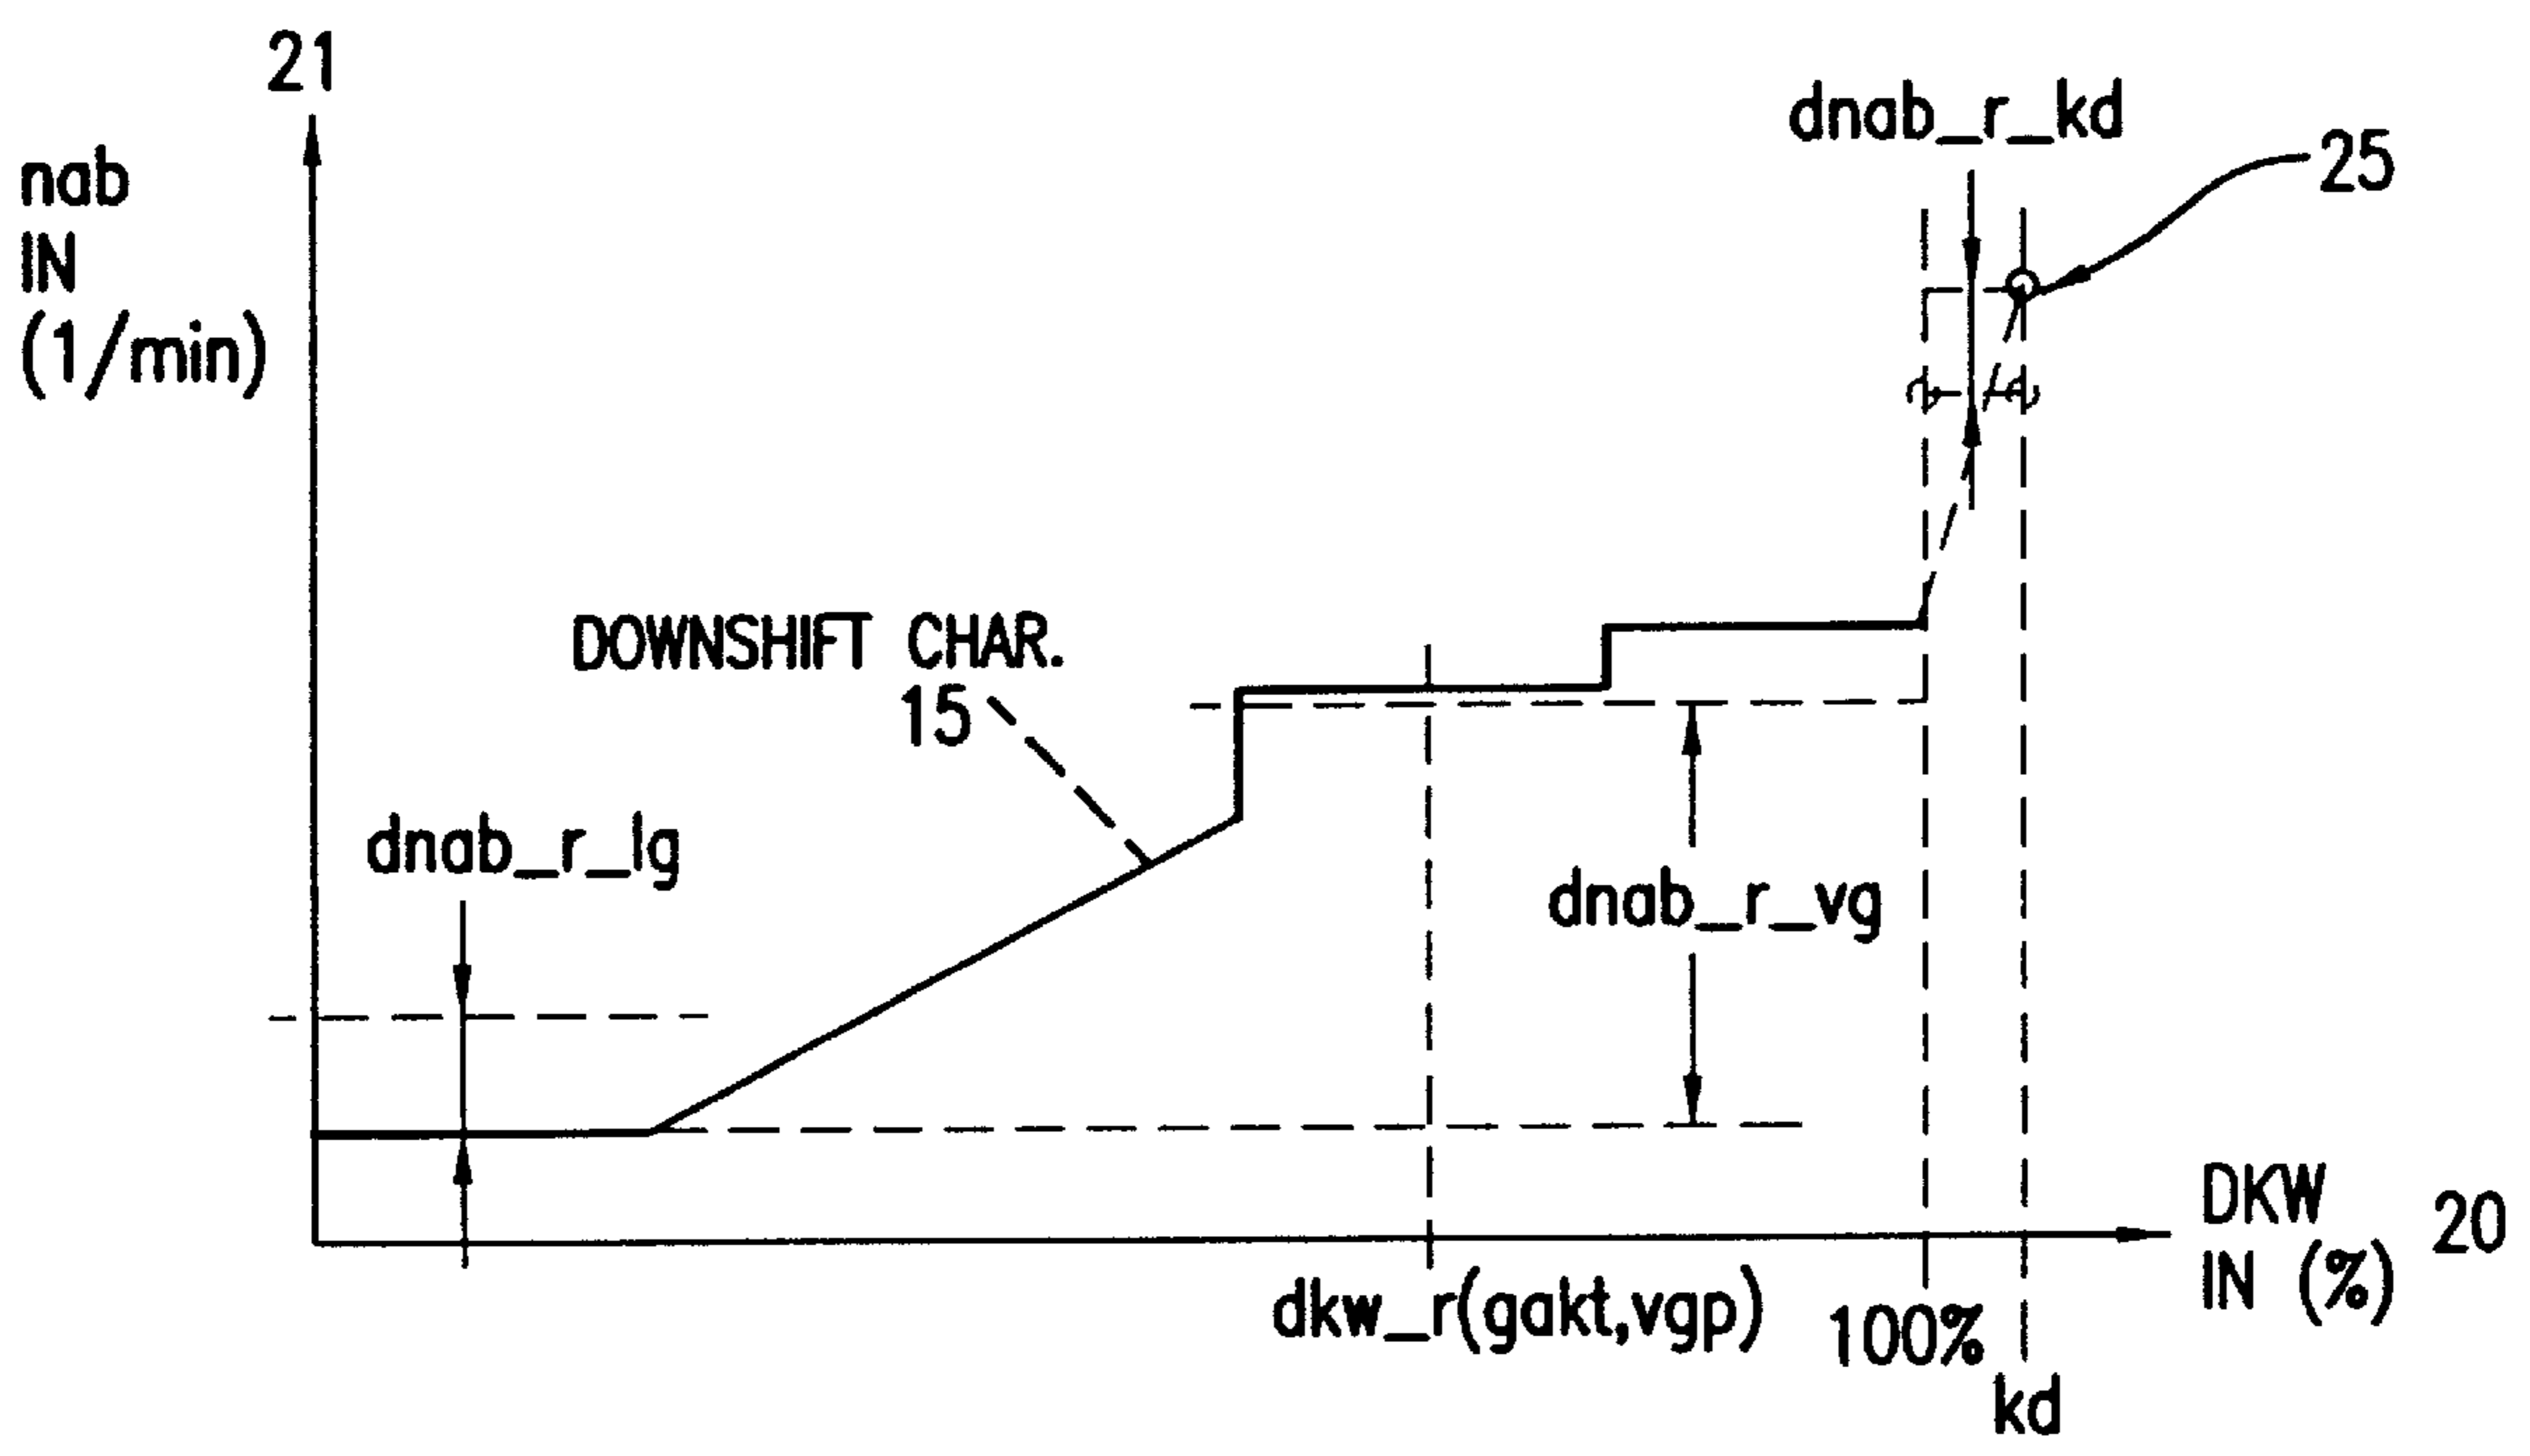 21
nab
IN
(1/min)
dnab_r_kd
25
DOWNSHIFT CHAR.
15
dnab_r_lg
dnab_r_vg
DKW
IN (%)
20
dkw_r(gakt,vgp)
100%
kd